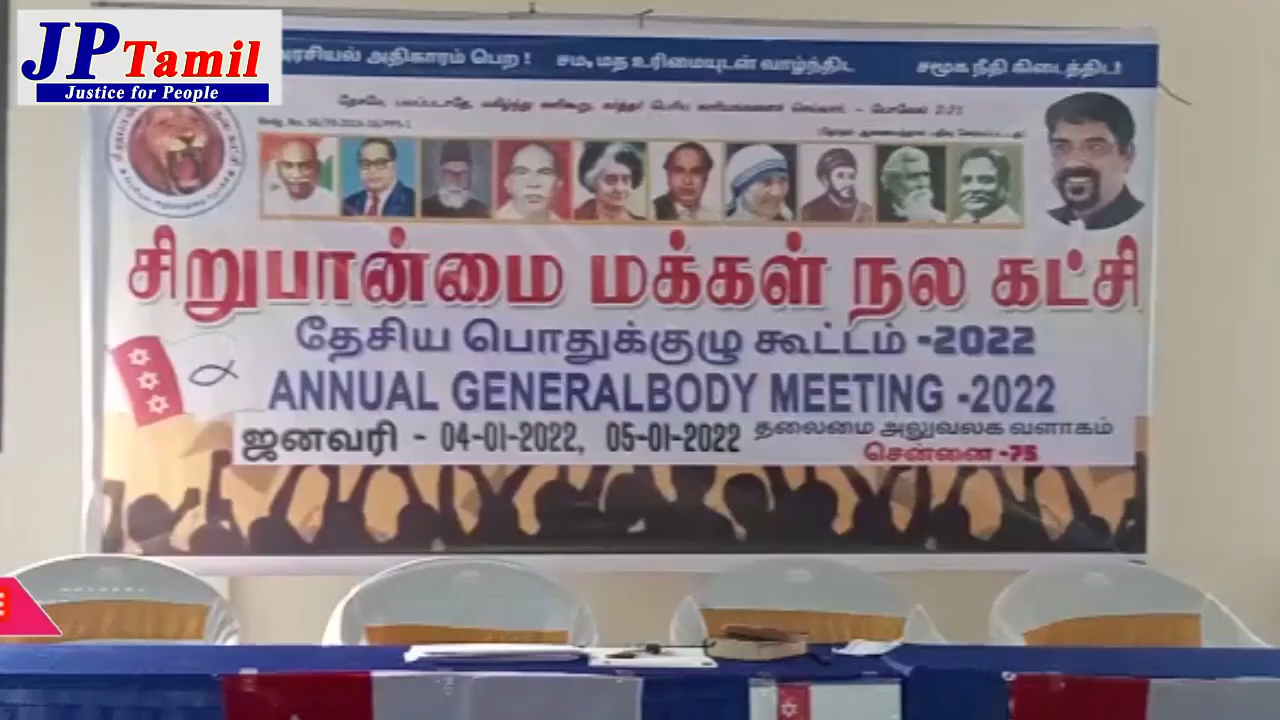 JP Tamil
Justice for People
அரசியல் அதிகாரம் பெற ! சம, மத உரிமையுடன் வாழ்ந்திட சமூக நீதி கிடைத்திட!
சிறுபான்மை மக்கள் நல கட்சி
தேசிய பொதுக்குழு கூட்டம் -2022
ANNUAL GENERALBODY MEETING -2022
ஜனவரி - 04-01-2022, 05-01-2022 தலைமை அலுவலக வளாகம்
சென்னை -75